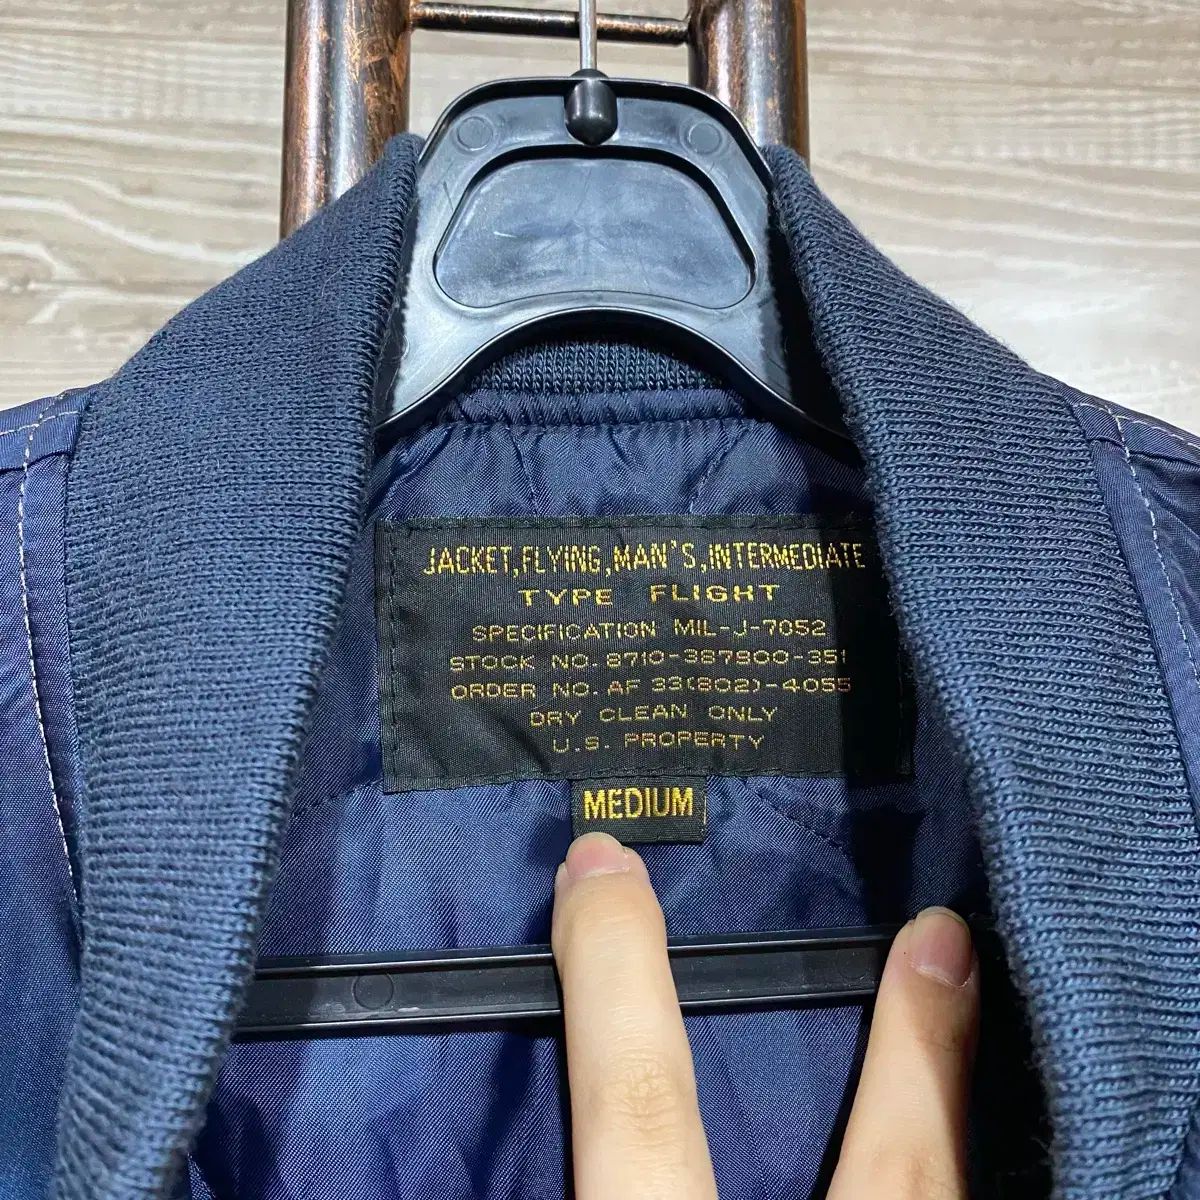 JACKET,FLYING,MAN'S,INTERMEDIATE
TYPE FLIGHT
SPECIFICATION MIL-J-7052
STOCK NO. 8710-387900-351
ORDER NO. AF 33(802)-4055
DRY CLEAN ONLY
U.S. PROPERTY
MEDIUM